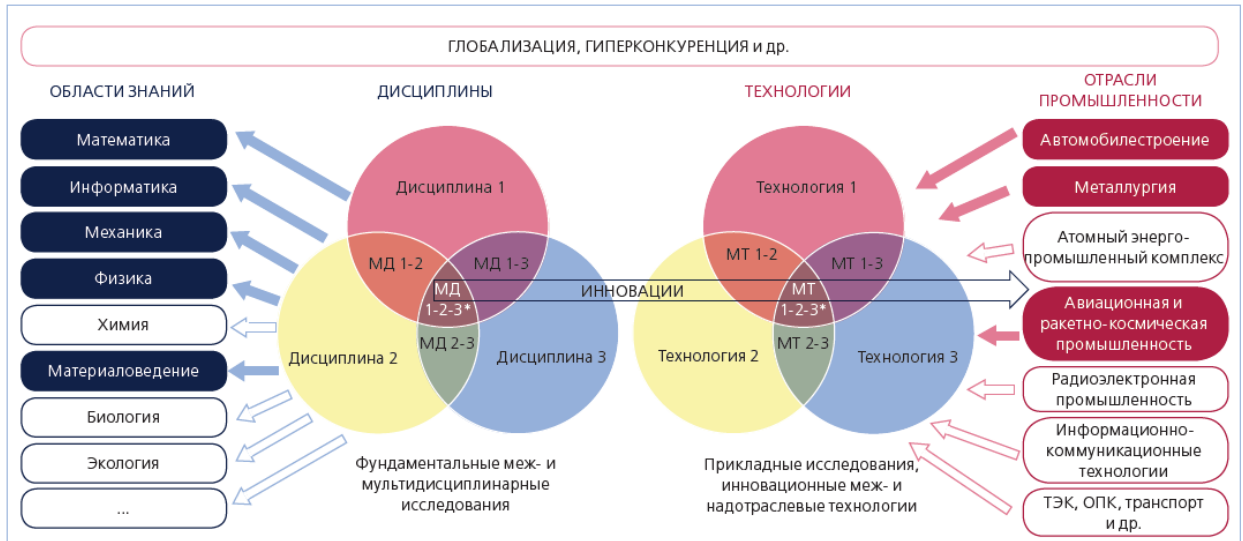 ГЛОБАЛИЗАЦИЯ, ГИПЕРКОНКУРЕНЦИЯ и др.
ОБЛАСТИ ЗНАНИЙ
Математика
Информатика
Механика
Физика
Химия
Материаловедение
Биология
Экология
...
ДИСЦИПЛИНЫ
Дисциплина 1
МД 1-2
МД 1-3
МД
1-2-3*
МД 2-3
Дисциплина 2
Дисциплина 3
Фундаментальные меж- и
мультидисциплинарные
исследования
ИННОВАЦИИ
ТЕХНОЛОГИИ
Технология 1
МТ 1-2
МТ 1-3
МТ
1-2-3*
МТ 2-3
Технология 2
Технология 3
Прикладные исследования,
инновационные меж- и
надотраслевые технологии
ОТРАСЛИ
ПРОМЫШЛЕННОСТИ
Автомобилестроение
Металлургия
Атомный энерго-
промышленный комплекс
Авиационная и
ракетно-космическая
промышленность
Радиоэлектронная
промышленность
Информационно-
коммуникационные
технологии
ТЭК, ОПК, транспорт
и др.